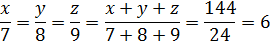 x/7 = y/8 = z/9 = (x + y + z)/(7 + 8 + 9) = 144/24 = 6